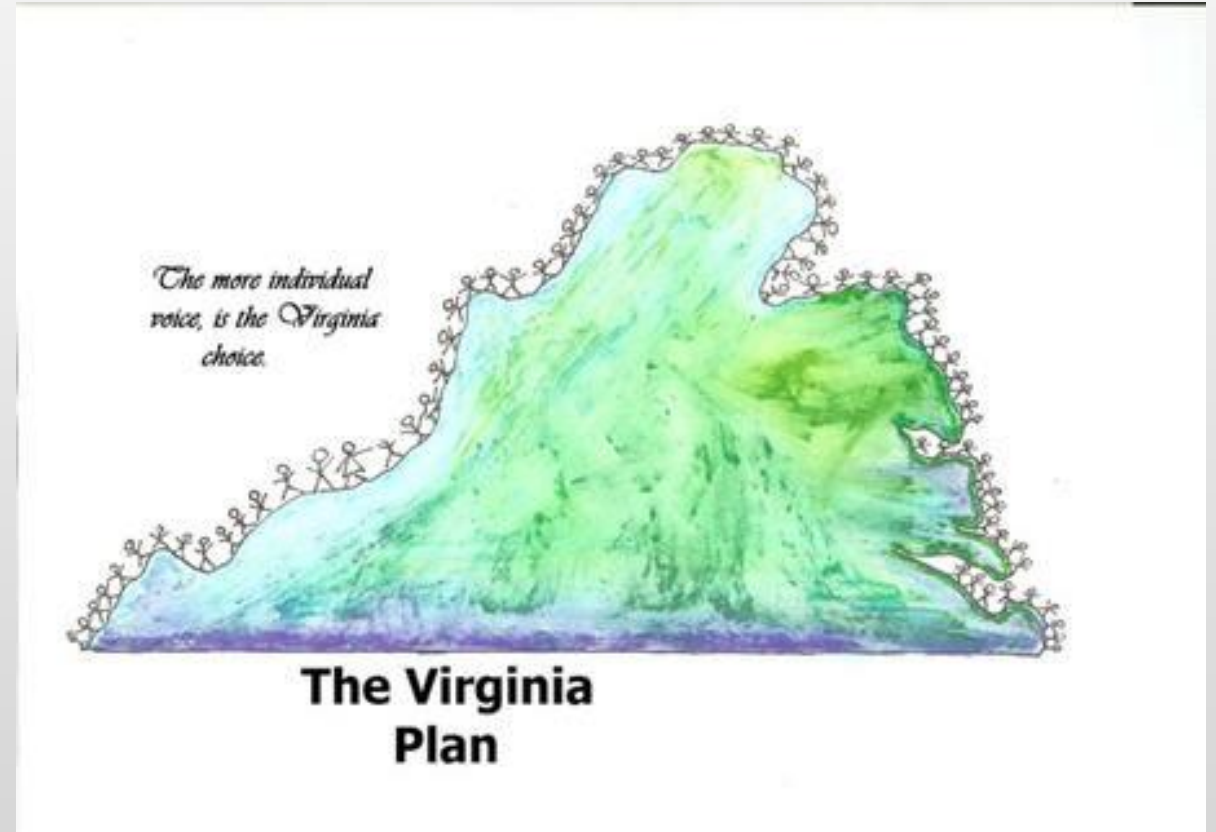 The more individual
voice, is the Virginia
choice.
The Virginia
Plan